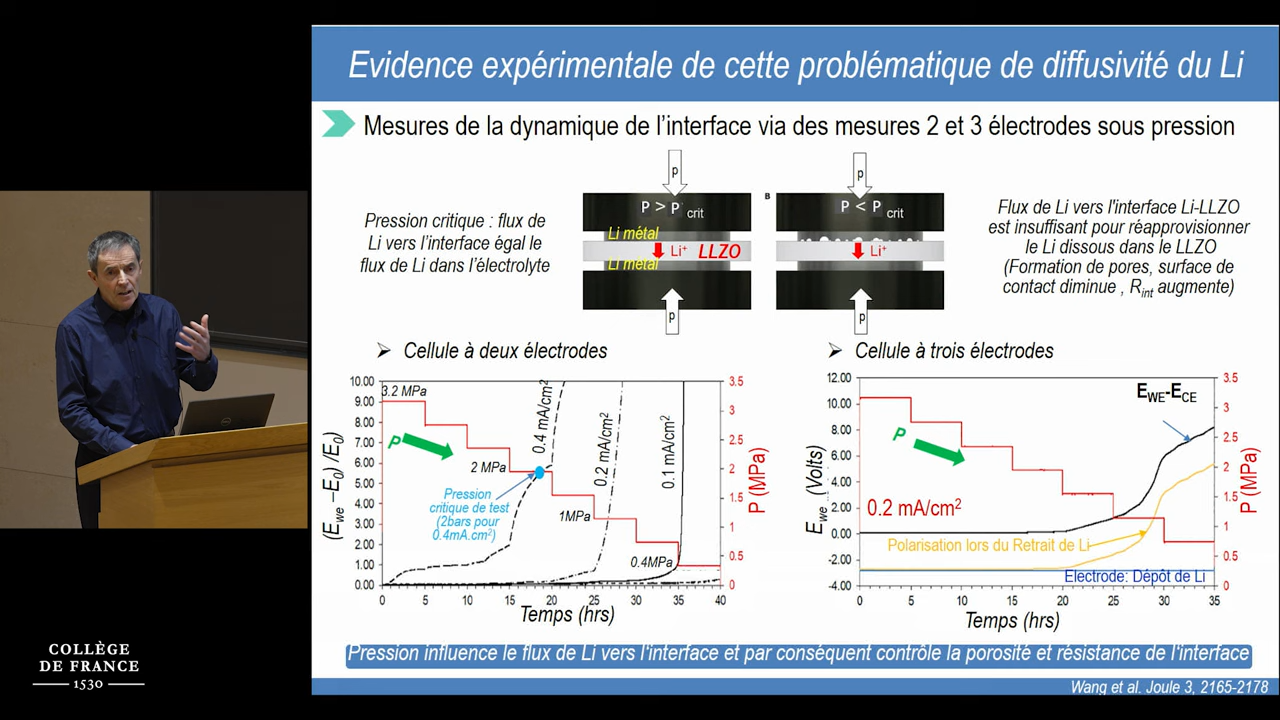 Evidence expérimentale de cette problématique de diffusivité du Li
Mesures de la dynamique de l'interface via des mesures 2 et 3 électrodes sous pression
Pression critique : flux de
Li vers l'interface égal le
flux de Li dans l'électrolyte
p
P > P crit
Li métal
Li⁺ LLZO
Li métal
p
B
p
P < P crit
Li⁺
p
Flux de Li vers l'interface Li-LLZO
est insuffisant pour réapprovisionner
le Li dissous dans le LLZO
(Formation de pores, surface de
contact diminue , Rint augmente)
Cellule à deux électrodes
(Ewe –E0) /E0)
10.00
9.00
8.00
7.00
6.00
5.00
4.00
3.00
2.00
1.00
0.00
3.2 MPa
P
2 MPa
Pression
critique de test
(2bars pour
0.4mA.cm²)
1MPa
0.4MPa
0.4 mA/cm²
0.2 mA/cm²
0.1 mA/cm²
3.5
3
2.5
2
1.5
1
0.5
0
P (MPa)
0 5 10 15 20 25 30 35 40
Temps (hrs)
Cellule à trois électrodes
Ewe (Volts)
12.00
10.00
8.00
6.00
4.00
2.00
0.00
-2.00
-4.00
EWE-ECE
P
0.2 mA/cm²
Polarisation lors du Retrait de Li
Electrode: Dépôt de Li
3.5
3
2.5
2
1.5
1
0.5
0
P (MPa)
0 5 10 15 20 25 30 35
Temps (hrs)
Pression influence le flux de Li vers l'interface et par conséquent contrôle la porosité et résistance de l'interface
Wang et al. Joule 3, 2165-2178
COLLÈGE
DE FRANCE
1530